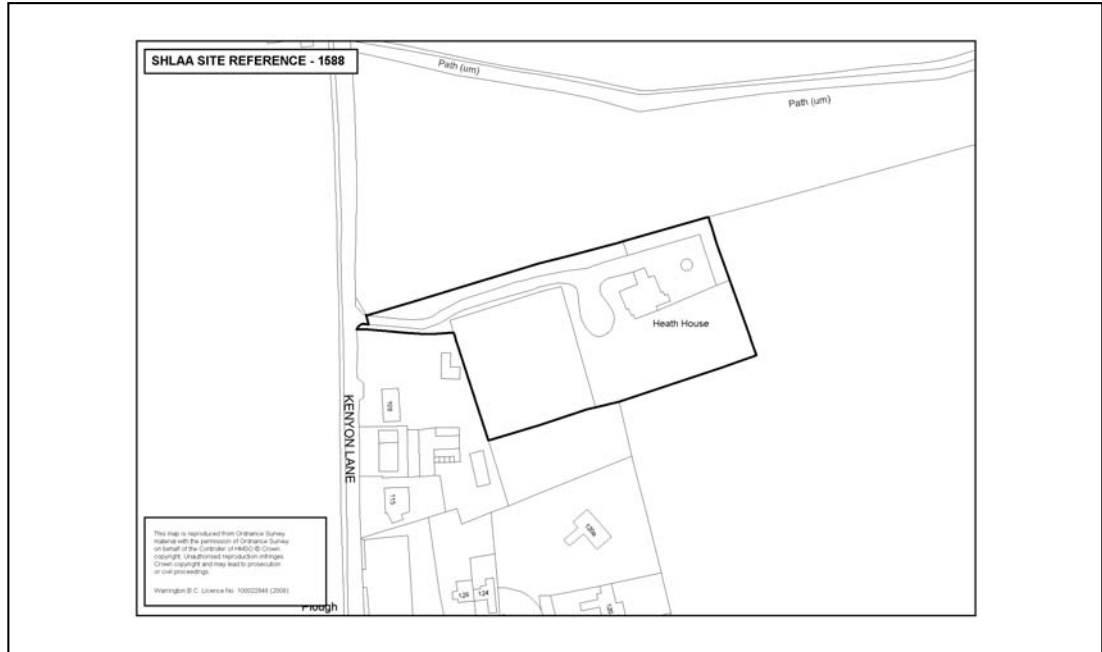 SHLAA SITE REFERENCE - 1588
Path (um)
Path (um)
Heath House
KENYON LANE
109
115
120a
126
124
This map is reproduced from Ordnance Survey
material with the permission of Ordnance Survey
on behalf of the Controller of HMSO © Crown
copyright. Unauthorised reproduction infringes
Crown copyright and may lead to prosecution
or civil proceedings.
Warrington B.C. Licence No. 100022848 (2008)
Plough